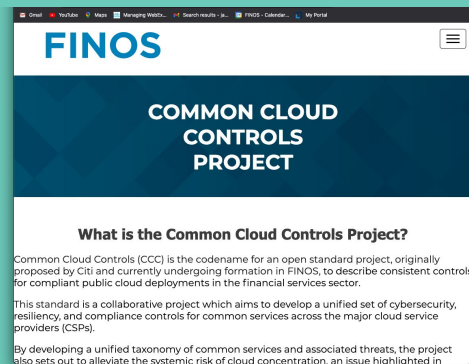 Gmail YouTube Maps Managing WebEx... Search results - ja... FINOS - Calendar... My Portal
FINOS
COMMON CLOUD
CONTROLS
PROJECT
What is the Common Cloud Controls Project?
Common Cloud Controls (CCC) is the codename for an open standard project, originally
proposed by Citi and currently undergoing formation in FINOS, to describe consistent controls
for compliant public cloud deployments in the financial services sector.
This standard is a collaborative project which aims to develop a unified set of cybersecurity,
resiliency, and compliance controls for common services across the major cloud service
providers (CSPs).
By developing a unified taxonomy of common services and associated threats, the project
also sets out to alleviate the systemic risk of cloud concentration, an issue highlighted in